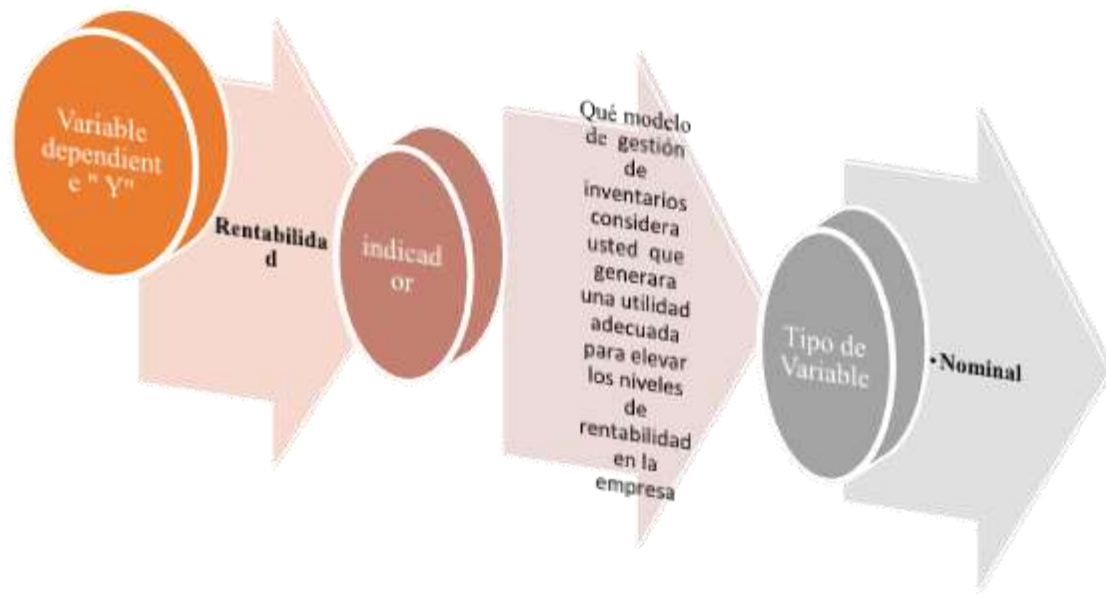 Variable
dependient
e " Y"
Rentabilida
d
indicad
or
Qué modelo
de gestión
de
inventarios
considera
usted que
generara
una utilidad
adecuada
para elevar
los niveles
de
rentabilidad
en la
empresa
Tipo de
Variable
•Nominal